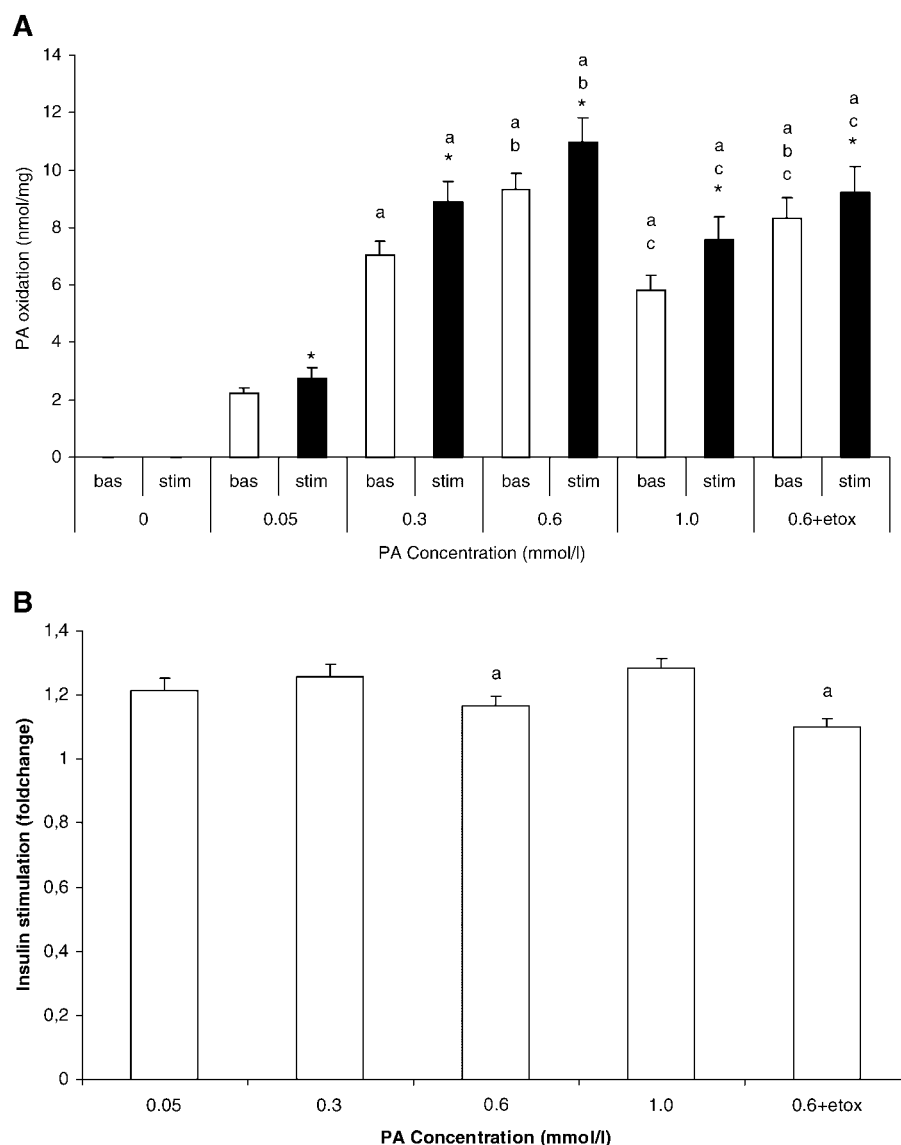 A
14
12
10
8
6
4
2
0
PA oxidation (nmol/mg)
*
a
a
*
a
b
a
b
*
a
c
a
c
*
a
b
c
a
c
*
bas stim bas stim bas stim bas stim bas stim bas stim
0 0.05 0.3 0.6 1.0 0.6+etox
PA Concentration (mmol/l)
B
1,4
1,2
1
0,8
0,6
0,4
0,2
0
Insulin stimulation (foldchange)
a
a
0.05 0.3 0.6 1.0 0.6+etox
PA Concentration (mmol/l)